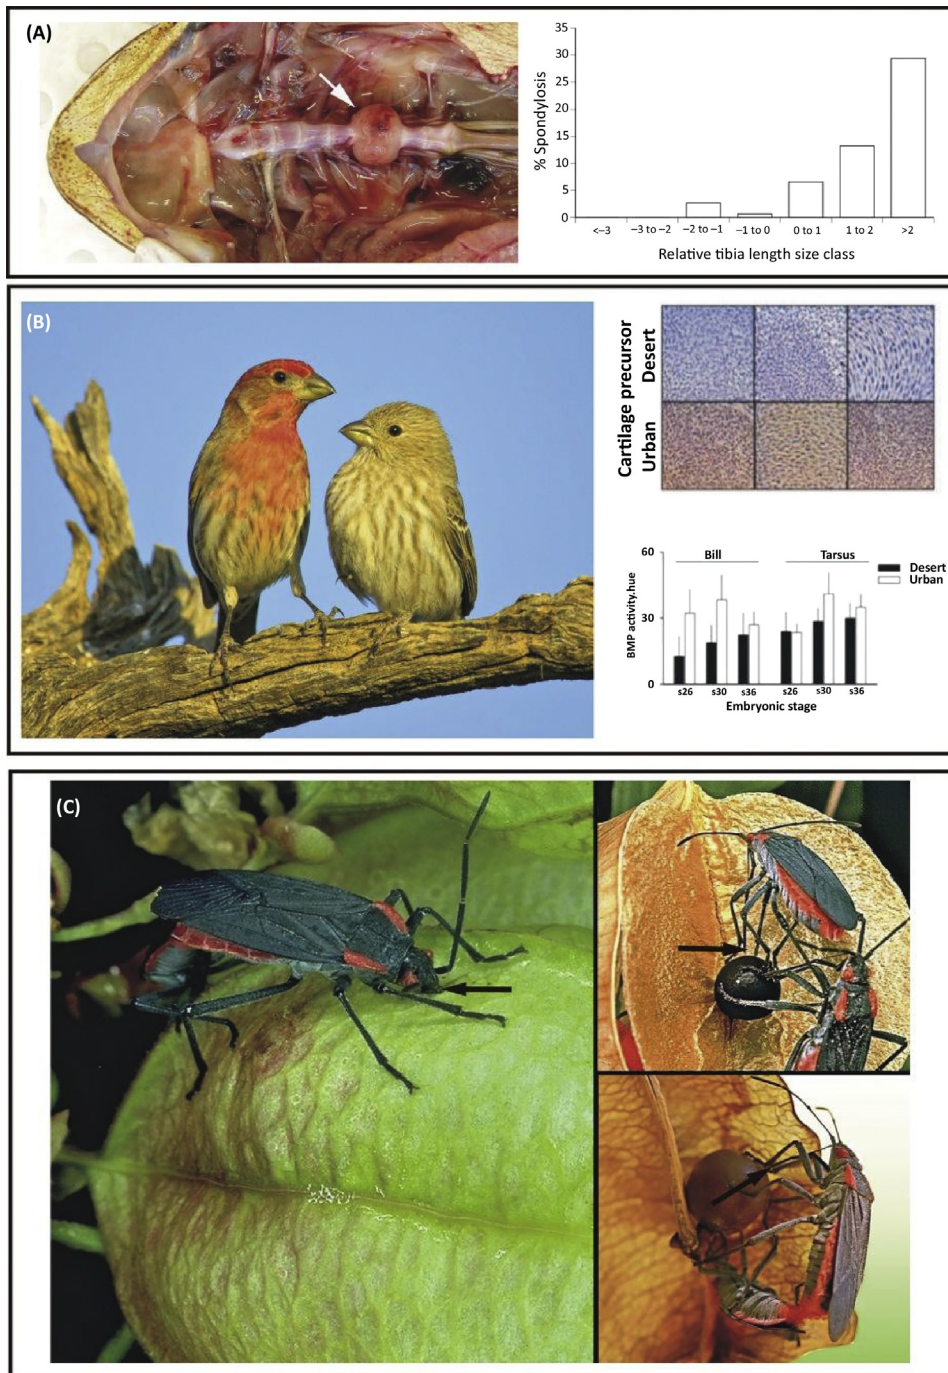 (A)
35
30
25
20
15
10
5
0
% Spondylosis
<–3
–3 to –2
–2 to –1
–1 to 0
0 to 1
1 to 2
>2
Relative tibia length size class
(B)
Cartilage precursor
Urban Desert
60
30
0
BMP activity.hue
Bill
Tarsus
Desert
Urban
s26
s30
s36
s26
s30
s36
Embryonic stage
(C)